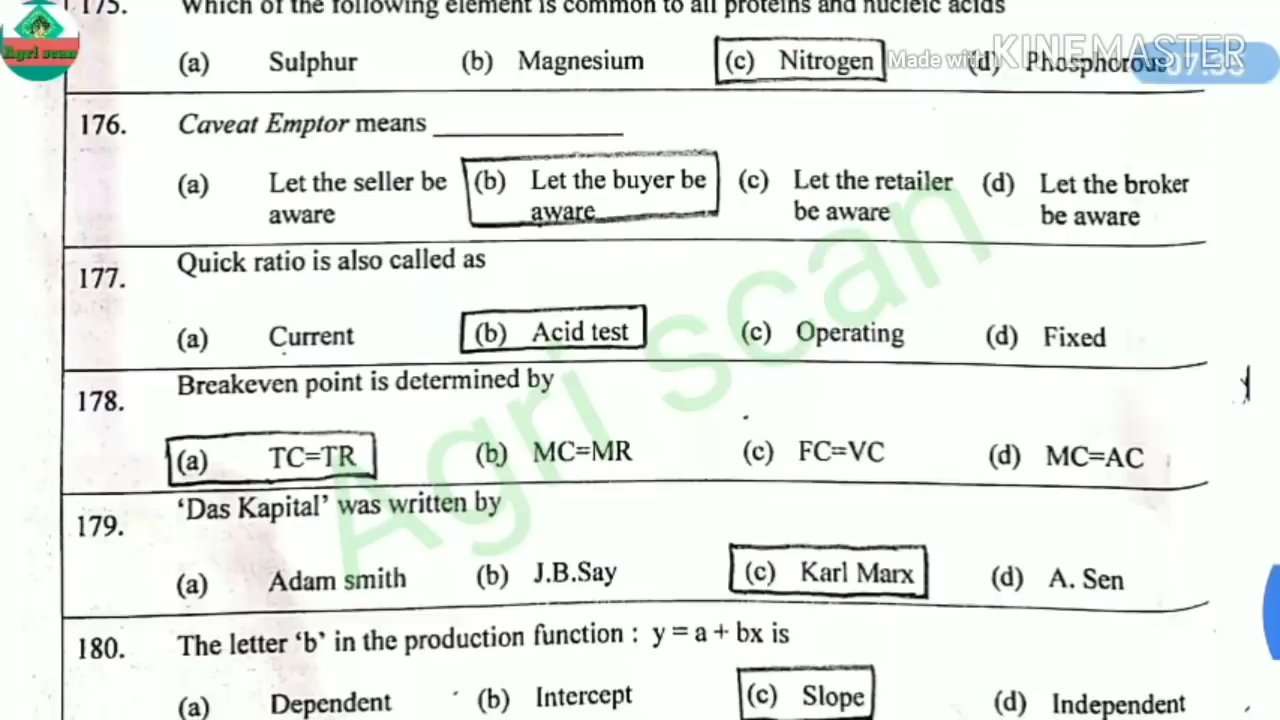 175. Which of the following element is common to all proteins and nucleic acids
(a) Sulphur (b) Magnesium (c) Nitrogen (d) Phosphorous
Agri scan
Made with KINEMASTER
176. Caveat Emptor means ______________
(a) Let the seller be aware (b) Let the buyer be aware (c) Let the retailer be aware (d) Let the broker be aware
177. Quick ratio is also called as
(a) Current (b) Acid test (c) Operating (d) Fixed
178. Breakeven point is determined by
(a) TC=TR (b) MC=MR (c) FC=VC (d) MC=AC
179. ‘Das Kapital’ was written by
(a) Adam smith (b) J.B.Say (c) Karl Marx (d) A. Sen
180. The letter ‘b’ in the production function : y = a + bx is
(a) Dependent (b) Intercept (c) Slope (d) Independent
Agri scan